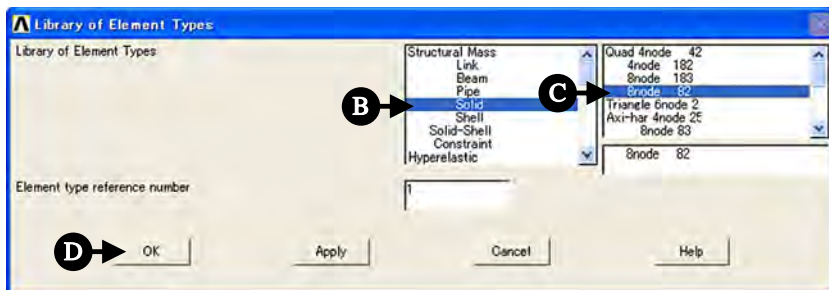 Library of Element Types
Library of Element Types
Structural Mass
Link
Beam
Pipe
Solid
Shell
Solid-Shell
Constraint
Hyperelastic
Quad 4node 42
4node 182
8node 183
8node 82
Triangle 6node 2
Axi-har 4node 25
8node 83
8node 82
B
C
Element type reference number
1
D
OK
Apply
Cancel
Help